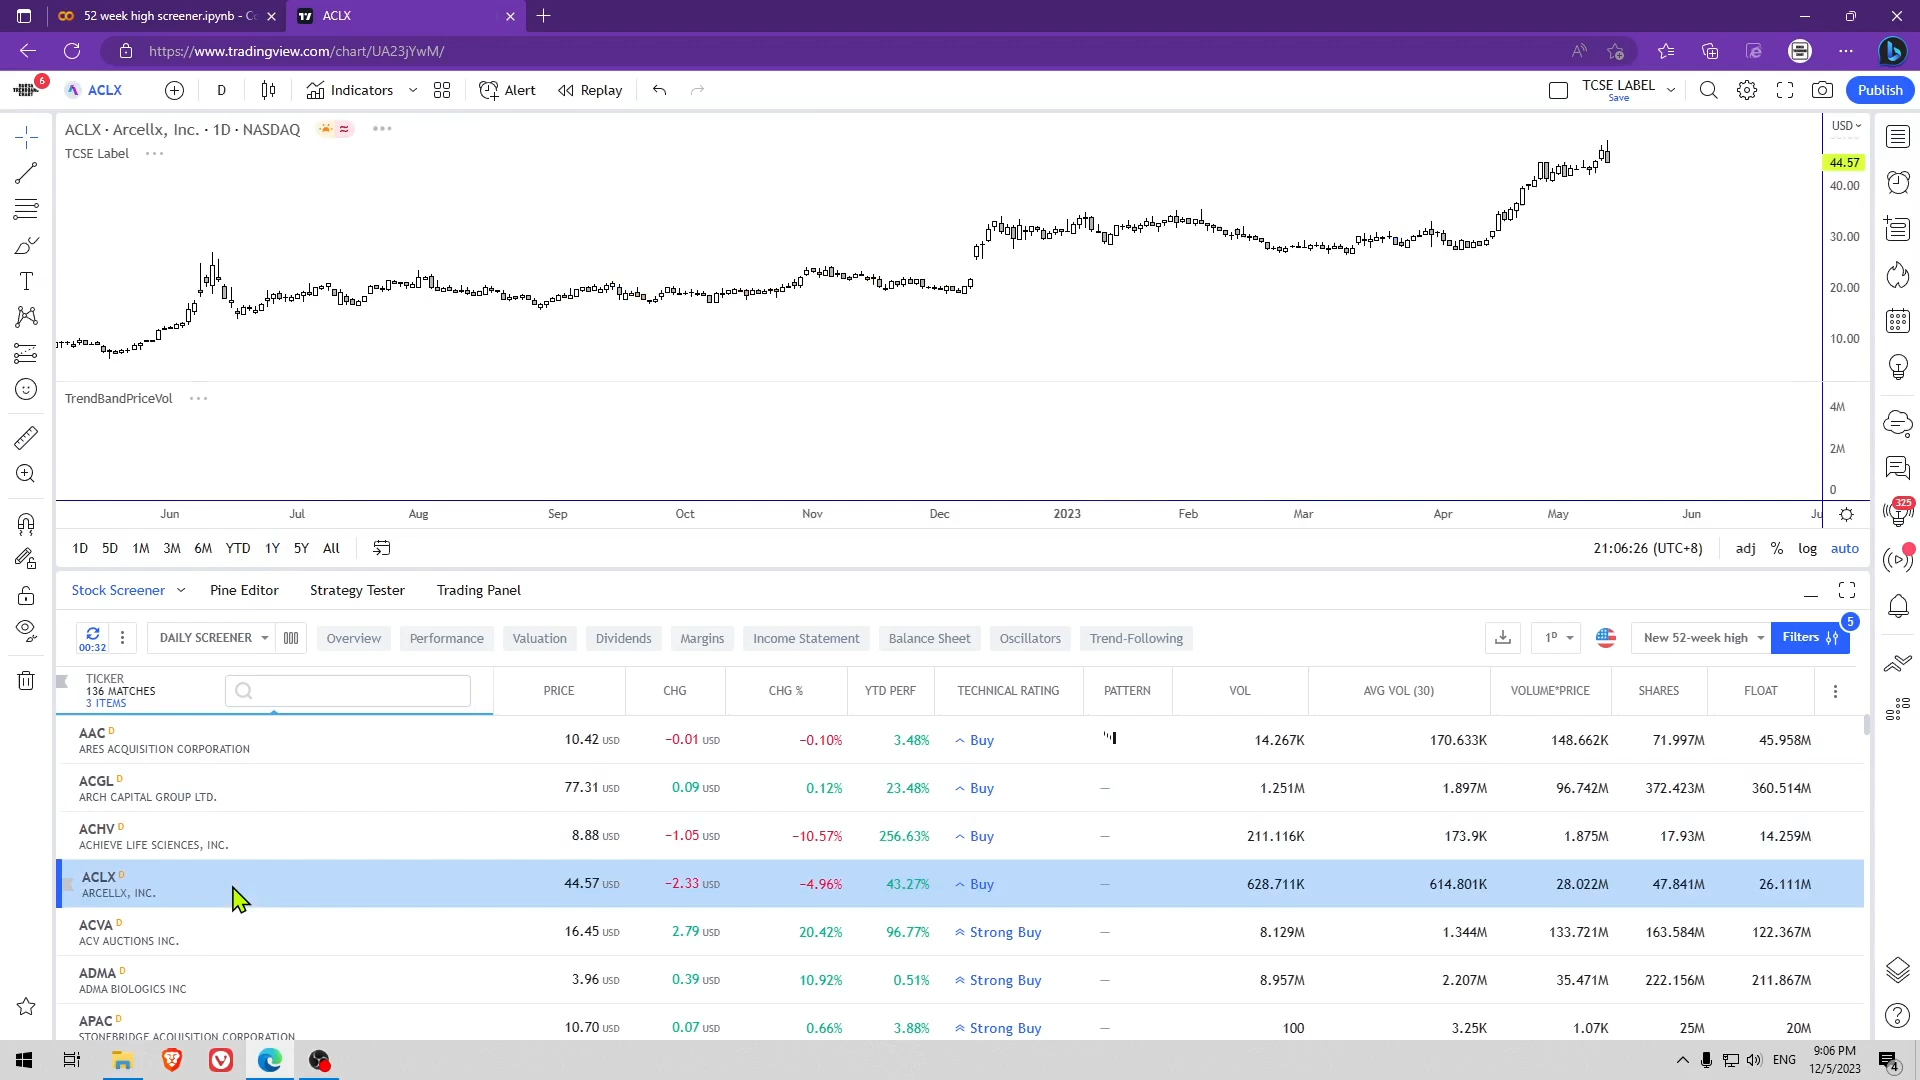 52 week high screener.ipynb - Co
ACLX
https://www.tradingview.com/chart/UA23jYwM/
6
ACLX
D
Indicators
Alert
Replay
TCSE LABEL
Save
Publish
ACLX · Arcellx, Inc. · 1D · NASDAQ
TCSE Label
USD
44.57
40.00
30.00
20.00
10.00
TrendBandPriceVol
4M
2M
0
Jun Jul Aug Sep Oct Nov Dec 2023 Feb Mar Apr May Jun Ju
325
1D 5D 1M 3M 6M YTD 1Y 5Y All
21:06:26 (UTC+8) adj % log auto
Stock Screener Pine Editor Strategy Tester Trading Panel
00:32
DAILY SCREENER
Overview Performance Valuation Dividends Margins Income Statement Balance Sheet Oscillators Trend-Following
1D
New 52-week high
Filters
5
TICKER
136 MATCHES
3 ITEMS
PRICE CHG CHG % YTD PERF TECHNICAL RATING PATTERN VOL AVG VOL (30) VOLUME*PRICE SHARES FLOAT
AAC D
ARES ACQUISITION CORPORATION
10.42 USD −0.01 USD −0.10% 3.48% Buy 14.267K 170.633K 148.662K 71.997M 45.958M
ACGL D
ARCH CAPITAL GROUP LTD.
77.31 USD 0.09 USD 0.12% 23.48% Buy — 1.251M 1.897M 96.742M 372.423M 360.514M
ACHV D
ACHIEVE LIFE SCIENCES, INC.
8.88 USD −1.05 USD −10.57% 256.63% Buy — 211.116K 173.9K 1.875M 17.93M 14.259M
ACLX D
ARCELLX, INC.
44.57 USD −2.33 USD −4.96% 43.27% Buy — 628.711K 614.801K 28.022M 47.841M 26.111M
ACVA D
ACV AUCTIONS INC.
16.45 USD 2.79 USD 20.42% 96.77% Strong Buy — 8.129M 1.344M 133.721M 163.584M 122.367M
ADMA D
ADMA BIOLOGICS INC
3.96 USD 0.39 USD 10.92% 0.51% Strong Buy — 8.957M 2.207M 35.471M 222.156M 211.867M
APAC D
STONEBRIDGE ACQUISITION CORPORATION
10.70 USD 0.07 USD 0.66% 3.88% Strong Buy — 100 3.25K 1.07K 25M 20M
ENG
9:06 PM
12/5/2023
4